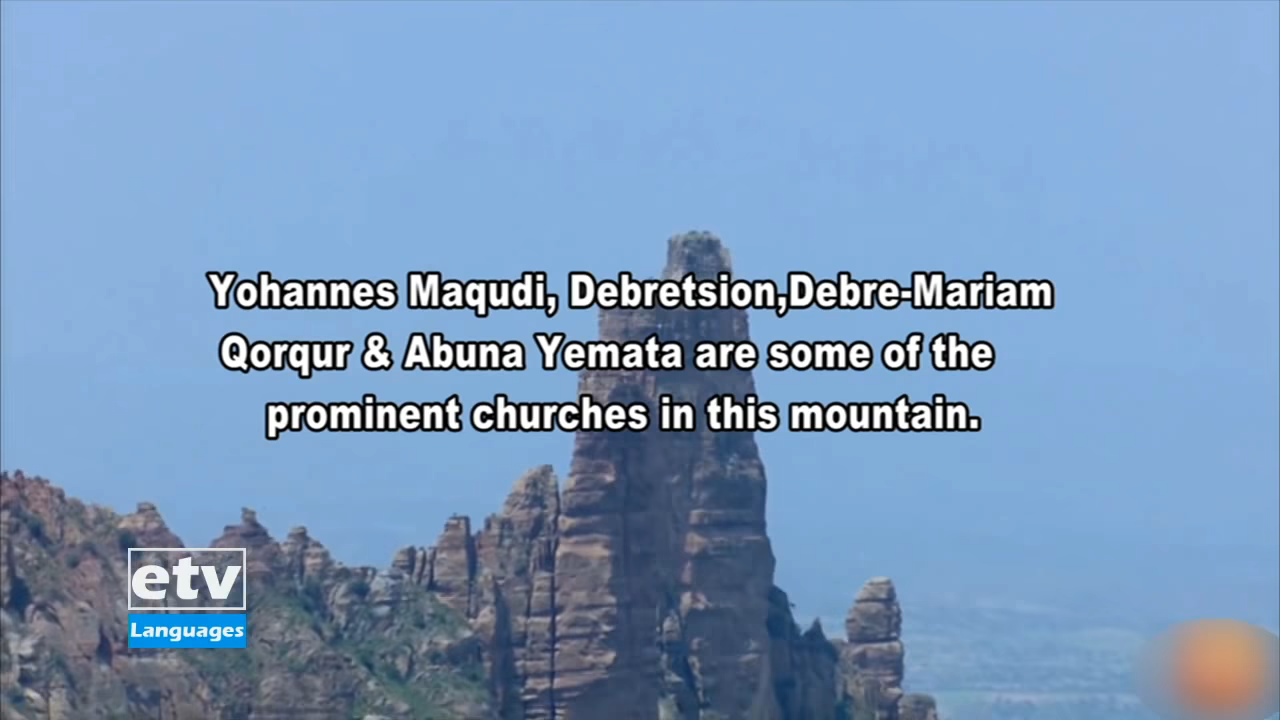 Yohannes Maqudi, Debretsion,Debre-Mariam
Qorqur & Abuna Yemata are some of the
prominent churches in this mountain.
etv
Languages